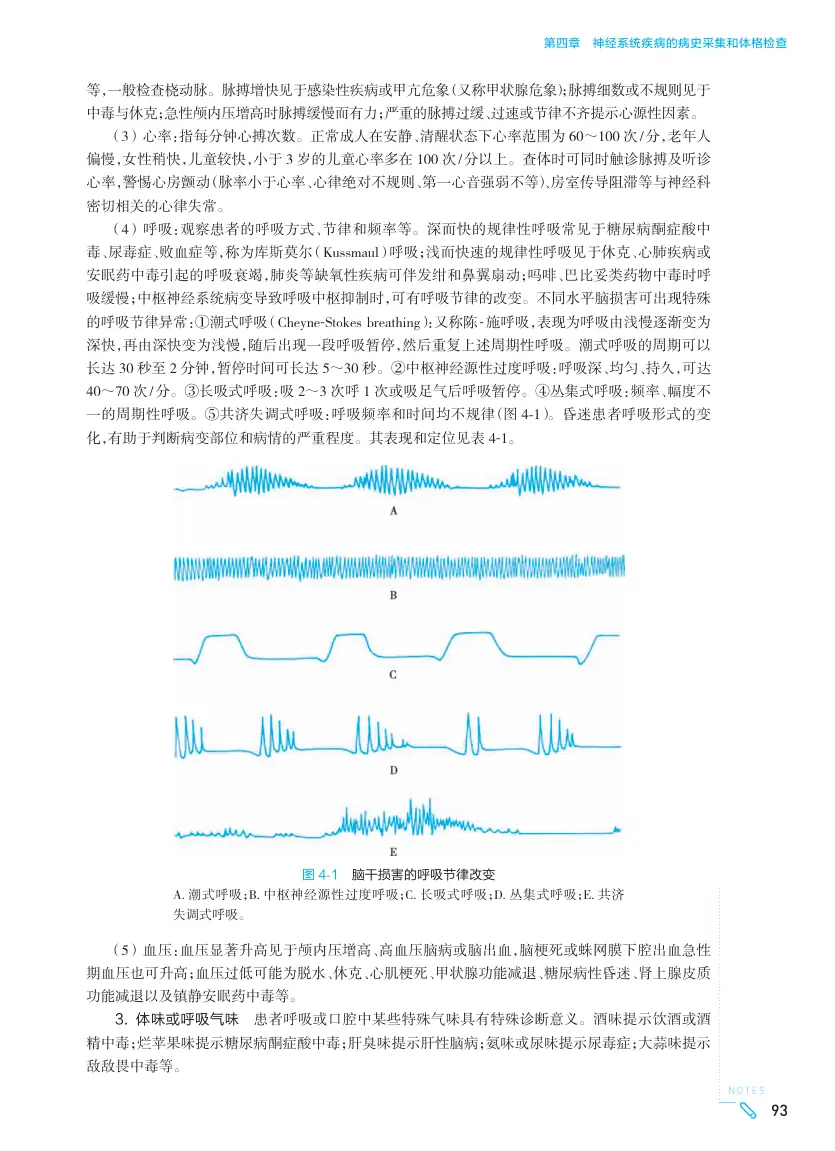 第四章 神经系统疾病的病史采集和体格检查
等,一般检查桡动脉。脉搏增快见于感染性疾病或甲亢危象(又称甲状腺危象);脉搏细数或不规则见于
中毒与休克;急性颅内压增高时脉搏缓慢而有力;严重的脉搏过缓、过速或节律不齐提示心源性因素。
(3)心率:指每分钟心搏次数。正常成人在安静、清醒状态下心率范围为 60~100 次/分,老年人
偏慢,女性稍快,儿童较快,小于 3 岁的儿童心率多在 100 次/分以上。查体时可同时触诊脉搏及听诊
心率,警惕心房颤动(脉率小于心率、心律绝对不规则、第一心音强弱不等)、房室传导阻滞等与神经科
密切相关的心律失常。
(4)呼吸:观察患者的呼吸方式、节律和频率等。深而快的规律性呼吸常见于糖尿病酮症酸中
毒、尿毒症、败血症等,称为库斯莫尔(Kussmaul)呼吸;浅而快速的规律性呼吸见于休克、心肺疾病或
安眠药中毒引起的呼吸衰竭,肺炎等缺氧性疾病可伴发绀和鼻翼扇动;吗啡、巴比妥类药物中毒时呼
吸缓慢;中枢神经系统病变导致呼吸中枢抑制时,可有呼吸节律的改变。不同水平脑损害可出现特殊
的呼吸节律异常:①潮式呼吸(Cheyne-Stokes breathing):又称陈-施呼吸,表现为呼吸由浅慢逐渐变为
深快,再由深快变为浅慢,随后出现一段呼吸暂停,然后重复上述周期性呼吸。潮式呼吸的周期可以
长达 30 秒至 2 分钟,暂停时间可长达 5~30 秒。②中枢神经源性过度呼吸:呼吸深、均匀、持久,可达
40~70 次/分。③长吸式呼吸:吸 2~3 次呼 1 次或吸足气后呼吸暂停。④丛集式呼吸:频率、幅度不
一的周期性呼吸。⑤共济失调式呼吸:呼吸频率和时间均不规律(图 4-1)。昏迷患者呼吸形式的变
化,有助于判断病变部位和病情的严重程度。其表现和定位见表 4-1。
A
B
C
D
E
图 4-1 脑干损害的呼吸节律改变
A. 潮式呼吸;B. 中枢神经源性过度呼吸;C. 长吸式呼吸;D. 丛集式呼吸;E. 共济
失调式呼吸。
(5)血压:血压显著升高见于颅内压增高、高血压脑病或脑出血,脑梗死或蛛网膜下腔出血急性
期血压也可升高;血压过低可能为脱水、休克、心肌梗死、甲状腺功能减退、糖尿病性昏迷、肾上腺皮质
功能减退以及镇静安眠药中毒等。
3. 体味或呼吸气味 患者呼吸或口腔中某些特殊气味具有特殊诊断意义。酒味提示饮酒或酒
精中毒;烂苹果味提示糖尿病酮症酸中毒;肝臭味提示肝性脑病;氨味或尿味提示尿毒症;大蒜味提示
敌敌畏中毒等。
NOTES
93